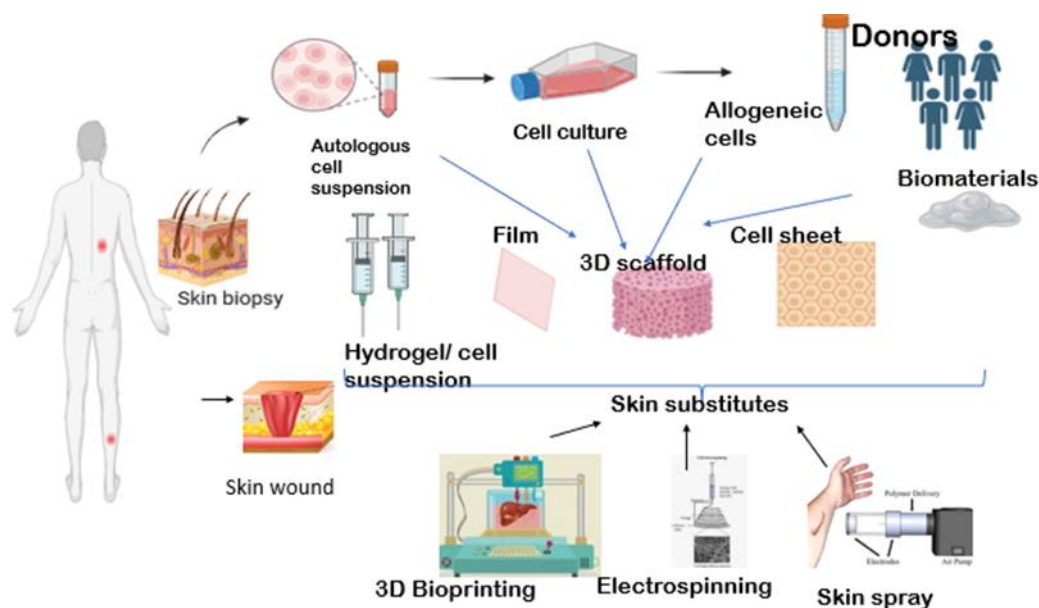 Donors
Autologous
cell
suspension
Cell culture
Allogeneic
cells
Biomaterials
Skin biopsy
Film
3D scaffold
Cell sheet
Hydrogel/ cell
suspension
Skin substitutes
Skin wound
Polymer Delivery
Electrodes
Air Pump
3D Bioprinting
Electrospinning
Skin spray